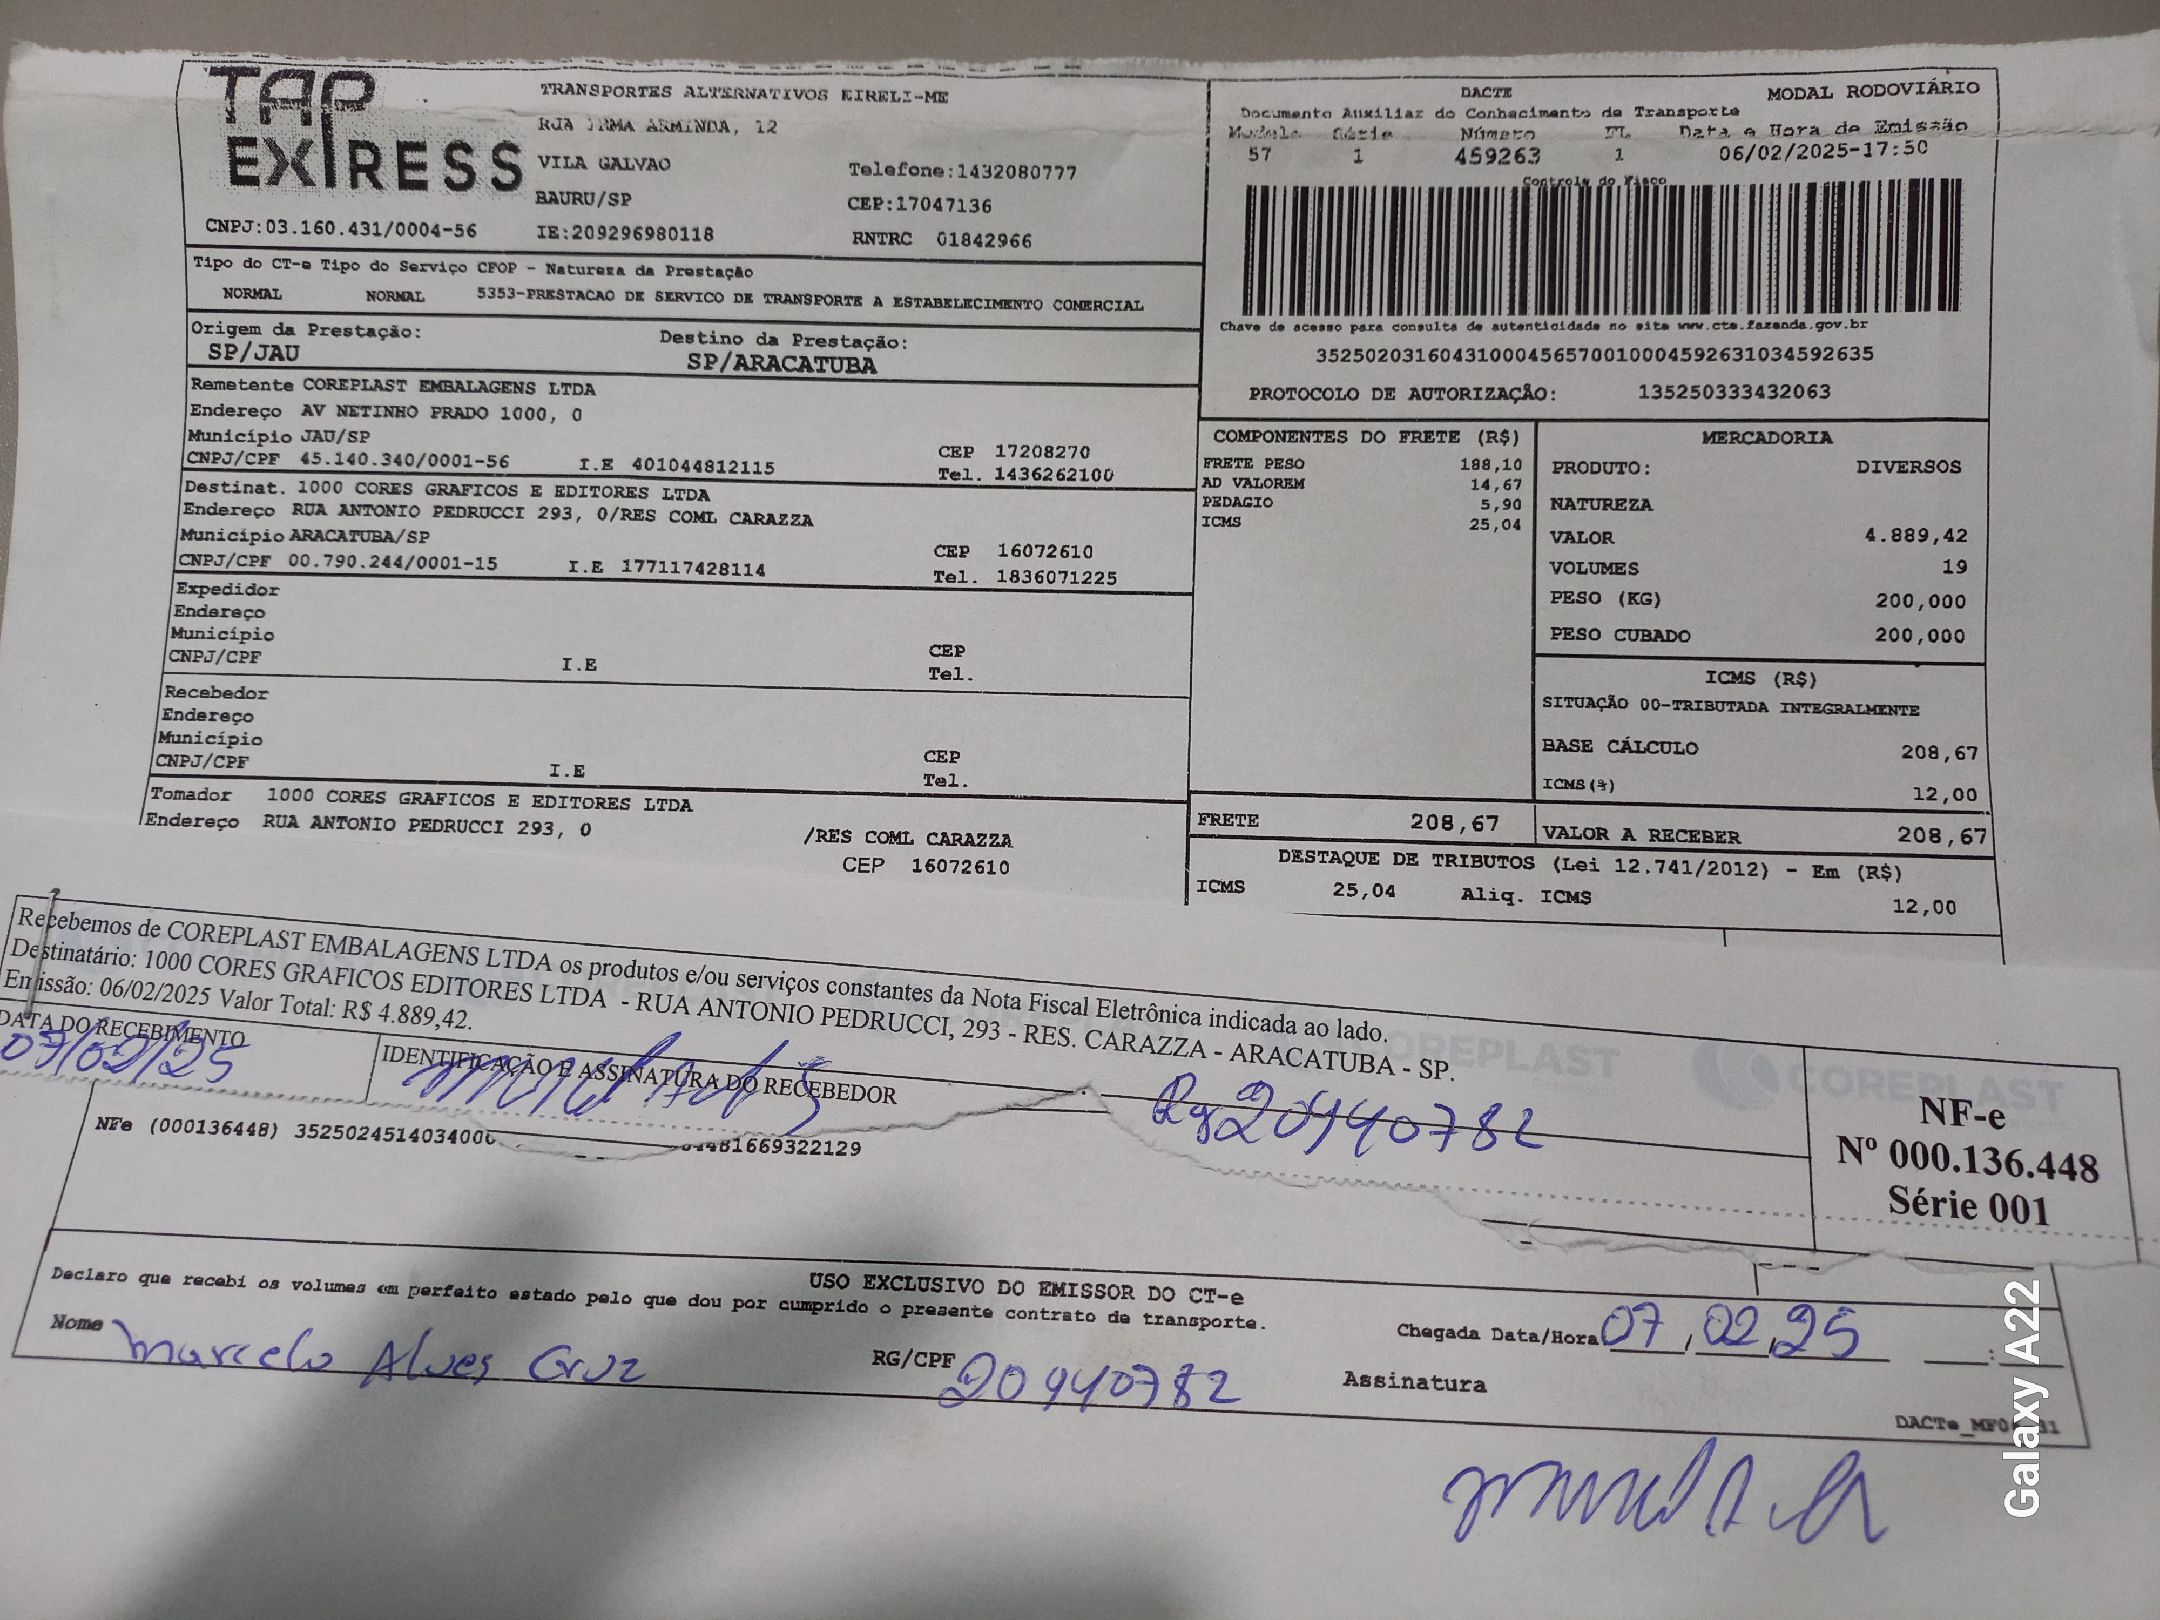 TAP EXPRESS
TRANSPORTES ALTERNATIVOS EIRELI-ME
RUA IRMA ARMINDA, 12
VILA GALVAO
Telefone:1432080777
BAURU/SP
CEP:17047136
CNPJ:03.160.431/0004-56
IE:209296980118
RNTRC 01842966
DACTE
MODAL RODOVIÁRIO
Documento Auxiliar do Conhecimento de Transporte
Modelo Série Número FL Data e Hora de Emissão
57 1 459263 1 06/02/2025-17:50
Controle do Fisco
Chave de acesso para consulta de autenticidade no site www.cte.fazenda.gov.br
35250203160431000456570010004592631034592635
PROTOCOLO DE AUTORIZAÇÂO: 135250333432063
Tipo do CT-e Tipo do Serviço CFOP - Natureza da Prestação
NORMAL NORMAL 5353-PRESTACAO DE SERVICO DE TRANSPORTE A ESTABELECIMENTO COMERCIAL
Origem da Prestação: Destino da Prestação:
SP/JAU SP/ARACATUBA
Remetente COREPLAST EMBALAGENS LTDA
Endereço AV NETINHO PRADO 1000, 0
Município JAU/SP CEP 17208270
CNPJ/CPF 45.140.340/0001-56 I.E 401044812115 Tel. 1436262100
Destinat. 1000 CORES GRAFICOS E EDITORES LTDA
Endereço RUA ANTONIO PEDRUCCI 293, 0/RES COML CARAZZA
Município ARACATUBA/SP CEP 16072610
CNPJ/CPF 00.790.244/0001-15 I.E 177117428114 Tel. 1836071225
Expedidor
Endereço
Município CEP
CNPJ/CPF I.E Tel.
Recebedor
Endereço
Município CEP
CNPJ/CPF I.E Tel.
Tomador 1000 CORES GRAFICOS E EDITORES LTDA
Endereço RUA ANTONIO PEDRUCCI 293, 0 /RES COML CARAZZA
CEP 16072610
COMPONENTES DO FRETE (R$)
FRETE PESO 188,10
AD VALOREM 14,67
PEDAGIO 5,90
ICMS 25,04
MERCADORIA
PRODUTO: DIVERSOS
NATUREZA
VALOR 4.889,42
VOLUMES 19
PESO (KG) 200,000
PESO CUBADO 200,000
ICMS (R$)
SITUAÇÃO 00-TRIBUTADA INTEGRALMENTE
BASE CÁLCULO 208,67
ICMS(%) 12,00
FRETE 208,67
VALOR A RECEBER 208,67
DESTAQUE DE TRIBUTOS (Lei 12.741/2012) - Em (R$)
ICMS 25,04 Aliq. ICMS 12,00
Recebemos de COREPLAST EMBALAGENS LTDA os produtos e/ou serviços constantes da Nota Fiscal Eletrônica indicada ao lado.
Destinatário: 1000 CORES GRAFICOS EDITORES LTDA - RUA ANTONIO PEDRUCCI, 293 - RES. CARAZZA - ARACATUBA - SP.
Emissão: 06/02/2025 Valor Total: R$ 4.889,42.
COREPLAST COREPLAST
DATA DO RECEBIMENTO
07/02/25
IDENTIFICAÇÃO E ASSINATURA DO RECEBEDOR
Rg 20940782
NF-e
Nº 000.136.448
Série 001
NFe (000136448) 3525024514034000 81669322129
USO EXCLUSIVO DO EMISSOR DO CT-e
Declaro que recebi os volumes em perfeito estado pelo que dou por cumprido o presente contrato de transporte.
Nome Marcelo Alves Cruz
RG/CPF 20940782
Chegada Data/Hora 07, 02, 25 :
Assinatura
Galaxy A22